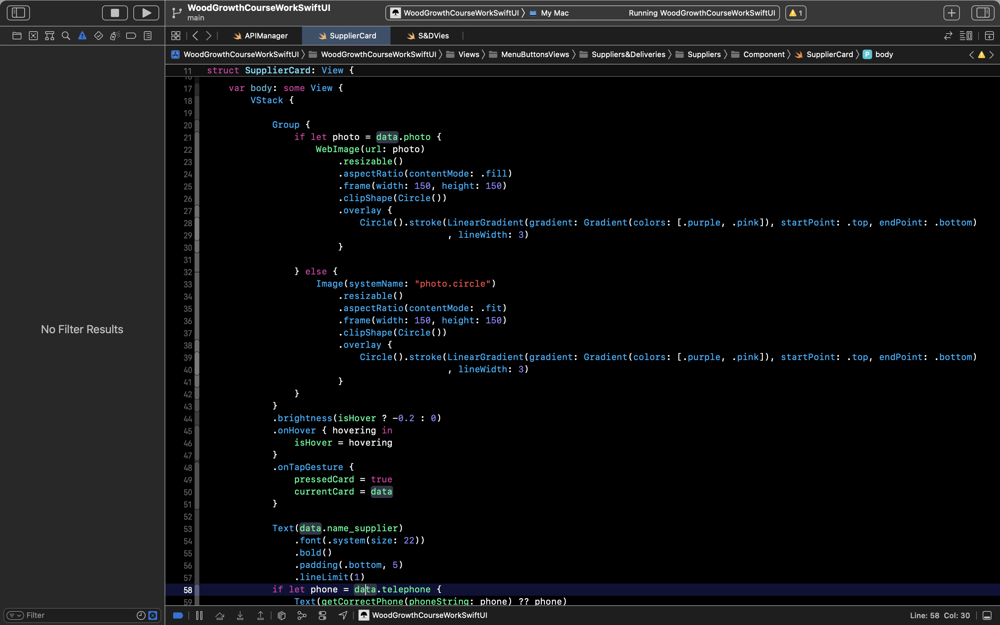 WoodGrowthCourseWorkSwiftUI
main
WoodGrowthCourseWorkSwiftUI 〉 My Mac
Running WoodGrowthCourseWorkSwiftUI
1
APIManager
SupplierCard
S&DVies
WoodGrowthCourseWorkSwiftUI 〉 WoodGrowthCourseWorkSwiftUI 〉 Views 〉 MenuButtonsViews 〉 Suppliers&Deliveries 〉 Suppliers 〉 Component 〉 SupplierCard 〉 P body
No Filter Results
11 struct SupplierCard: View {
17     var body: some View {
18         VStack {
19
20             Group {
21                 if let photo = data.photo {
22                     WebImage(url: photo)
23                         .resizable()
24                         .aspectRatio(contentMode: .fill)
25                         .frame(width: 150, height: 150)
26                         .clipShape(Circle())
27                         .overlay {
28                             Circle().stroke(LinearGradient(gradient: Gradient(colors: [.purple, .pink]), startPoint: .top, endPoint: .bottom)
29                                             , lineWidth: 3)
30                         }
31
32                 } else {
33                     Image(systemName: "photo.circle")
34                         .resizable()
35                         .aspectRatio(contentMode: .fit)
36                         .frame(width: 150, height: 150)
37                         .clipShape(Circle())
38                         .overlay {
39                             Circle().stroke(LinearGradient(gradient: Gradient(colors: [.purple, .pink]), startPoint: .top, endPoint: .bottom)
40                                             , lineWidth: 3)
41                         }
42                 }
43             }
44             .brightness(isHover ? -0.2 : 0)
45             .onHover { hovering in
46                 isHover = hovering
47             }
48             .onTapGesture {
49                 pressedCard = true
50                 currentCard = data
51             }
52
53             Text(data.name_supplier)
54                 .font(.system(size: 22))
55                 .bold()
56                 .padding(.bottom, 5)
57                 .lineLimit(1)
58             if let phone = data.telephone {
59                 Text(getCorrectPhone(phoneString: phone) ?? phone)
Filter
WoodGrowthCourseWorkSwiftUI
Line: 58 Col: 30